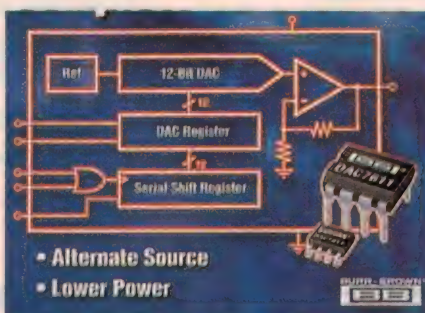 Ref
12-Bit DAC
12
DAC Register
12
Serial Shift Register
DAC7611
• Alternate Source
• Lower Power
BURR-BROWN®
BB